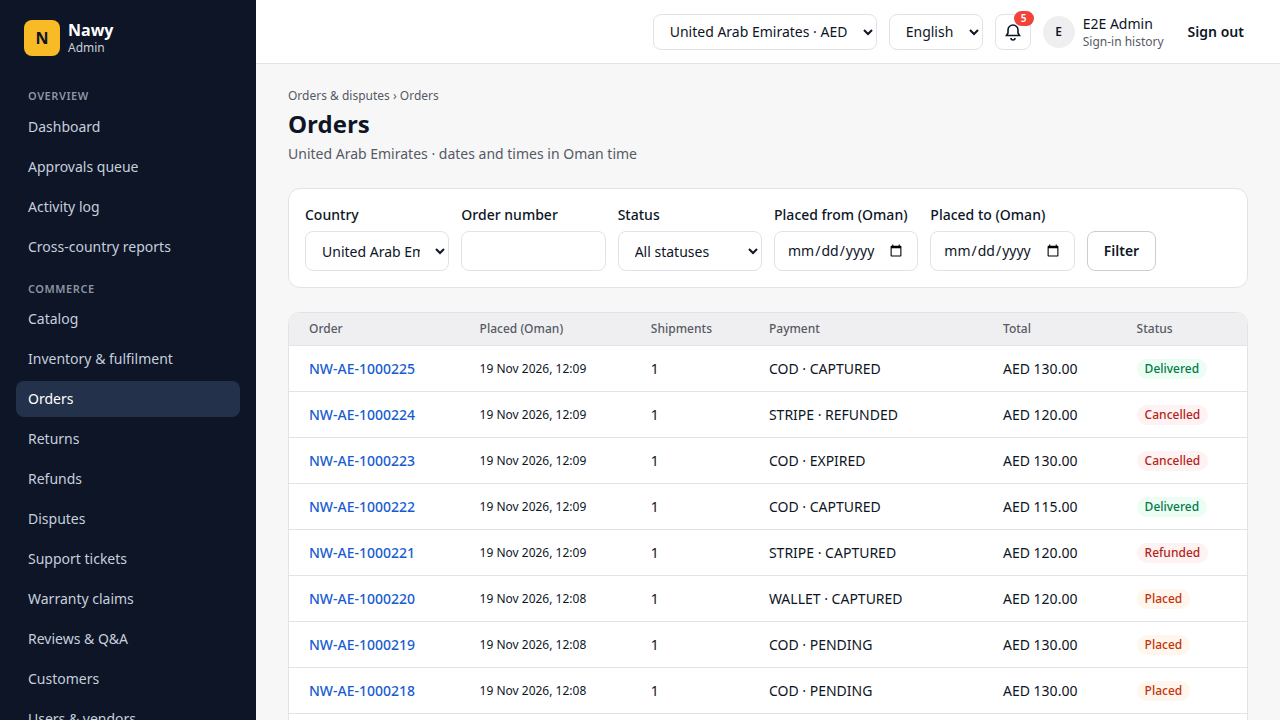 N
Nawy
Admin
United Arab Emirates · AED
English
5
E
E2E Admin
Sign-in history
Sign out
OVERVIEW
Dashboard
Approvals queue
Activity log
Cross-country reports
COMMERCE
Catalog
Inventory & fulfilment
Orders
Returns
Refunds
Disputes
Support tickets
Warranty claims
Reviews & Q&A
Customers
Users & vendors
Orders & disputes › Orders
Orders
United Arab Emirates · dates and times in Oman time
Country Order number Status Placed from (Oman) Placed to (Oman)
United Arab Em All statuses mm/dd/yyyy mm/dd/yyyy Filter
Order Placed (Oman) Shipments Payment Total Status
NW-AE-1000225 19 Nov 2026, 12:09 1 COD · CAPTURED AED 130.00 Delivered
NW-AE-1000224 19 Nov 2026, 12:09 1 STRIPE · REFUNDED AED 120.00 Cancelled
NW-AE-1000223 19 Nov 2026, 12:09 1 COD · EXPIRED AED 130.00 Cancelled
NW-AE-1000222 19 Nov 2026, 12:09 1 COD · CAPTURED AED 115.00 Delivered
NW-AE-1000221 19 Nov 2026, 12:09 1 STRIPE · CAPTURED AED 120.00 Refunded
NW-AE-1000220 19 Nov 2026, 12:08 1 WALLET · CAPTURED AED 120.00 Placed
NW-AE-1000219 19 Nov 2026, 12:08 1 COD · PENDING AED 130.00 Placed
NW-AE-1000218 19 Nov 2026, 12:08 1 COD · PENDING AED 130.00 Placed